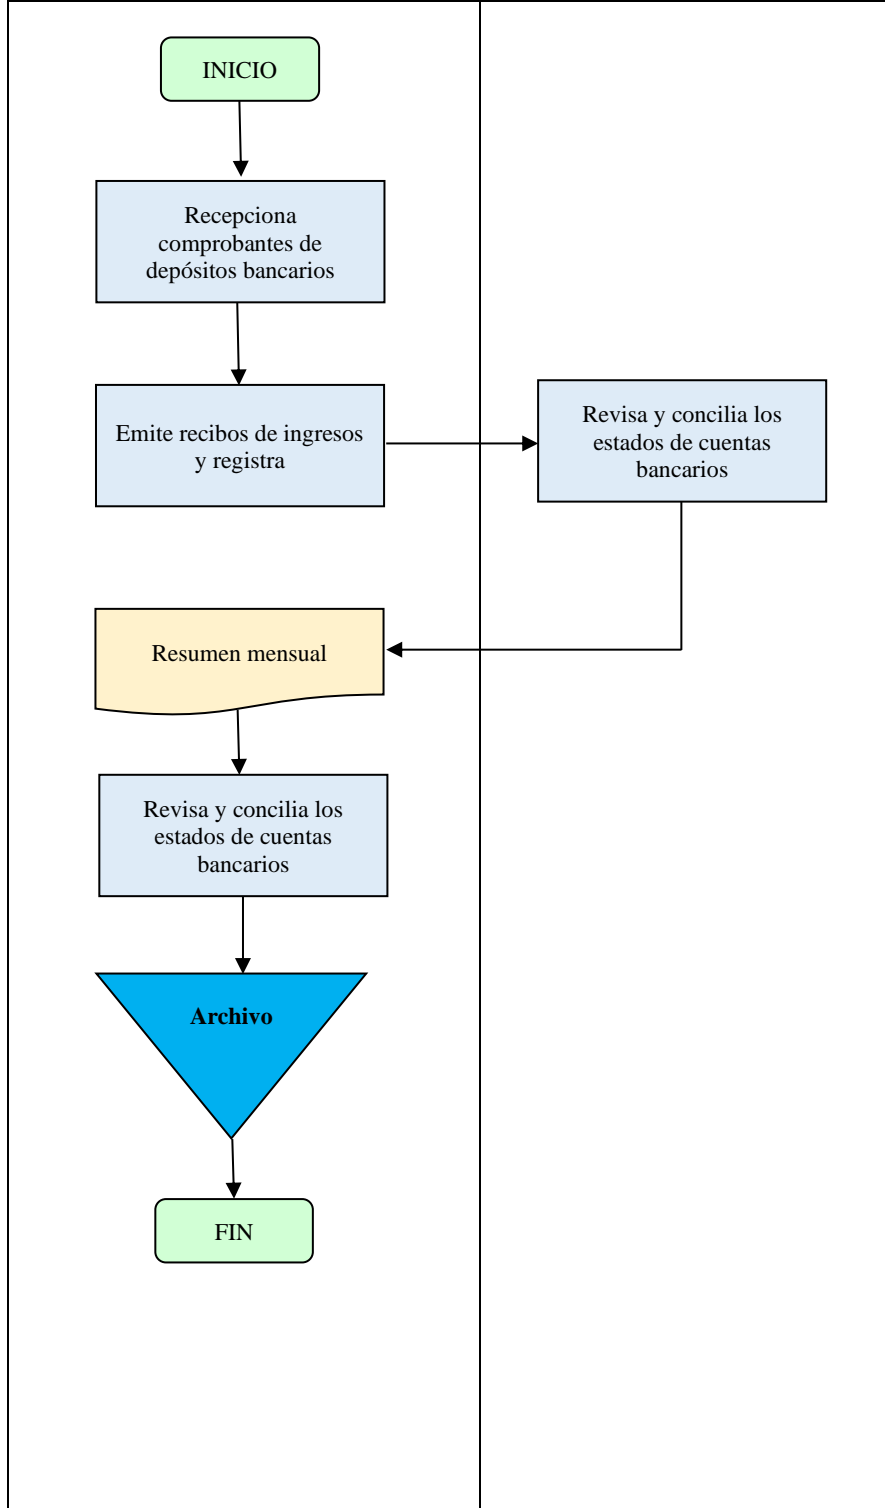 INICIO
Recepciona
comprobantes de
depósitos bancarios
Emite recibos de ingresos
y registra
Revisa y concilia los
estados de cuentas
bancarios
Resumen mensual
Revisa y concilia los
estados de cuentas
bancarios
Archivo
FIN